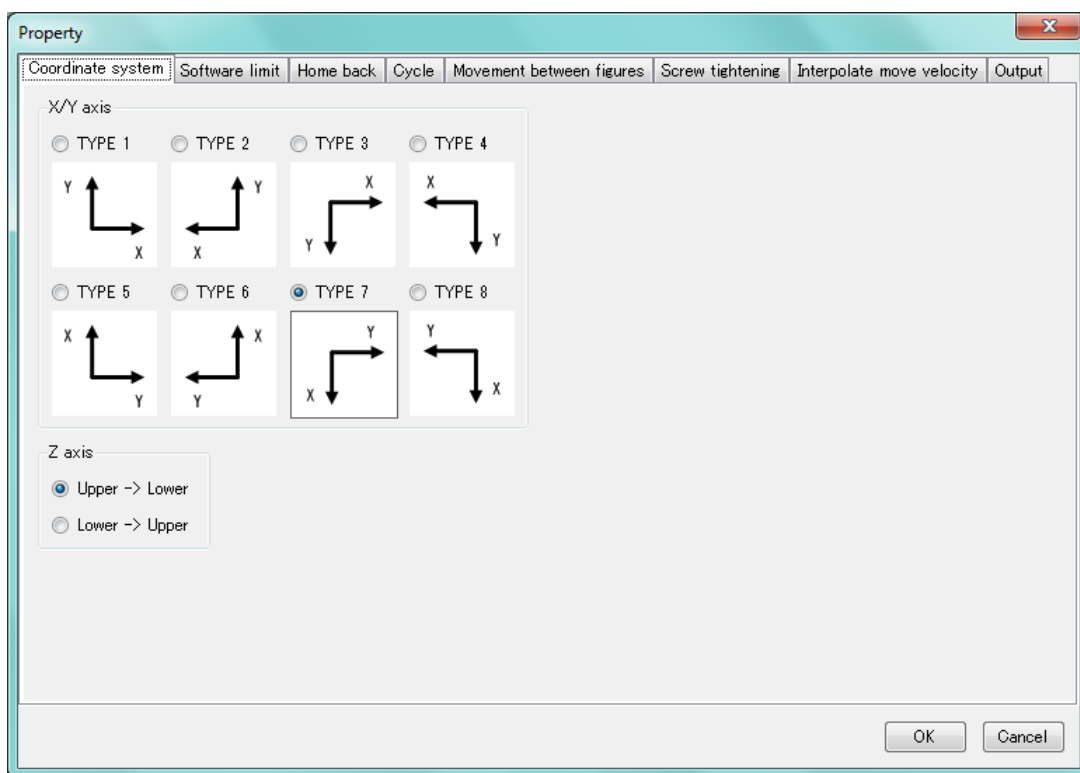 Property
Coordinate system Software limit Home back Cycle Movement between figures Screw tightening Interpolate move velocity Output
X/Y axis
TYPE 1 TYPE 2 TYPE 3 TYPE 4
Y X
Y X
X Y
X Y
TYPE 5 TYPE 6 TYPE 7 TYPE 8
X Y
X Y
Y X
Y X
Z axis
Upper -> Lower
Lower -> Upper
OK Cancel